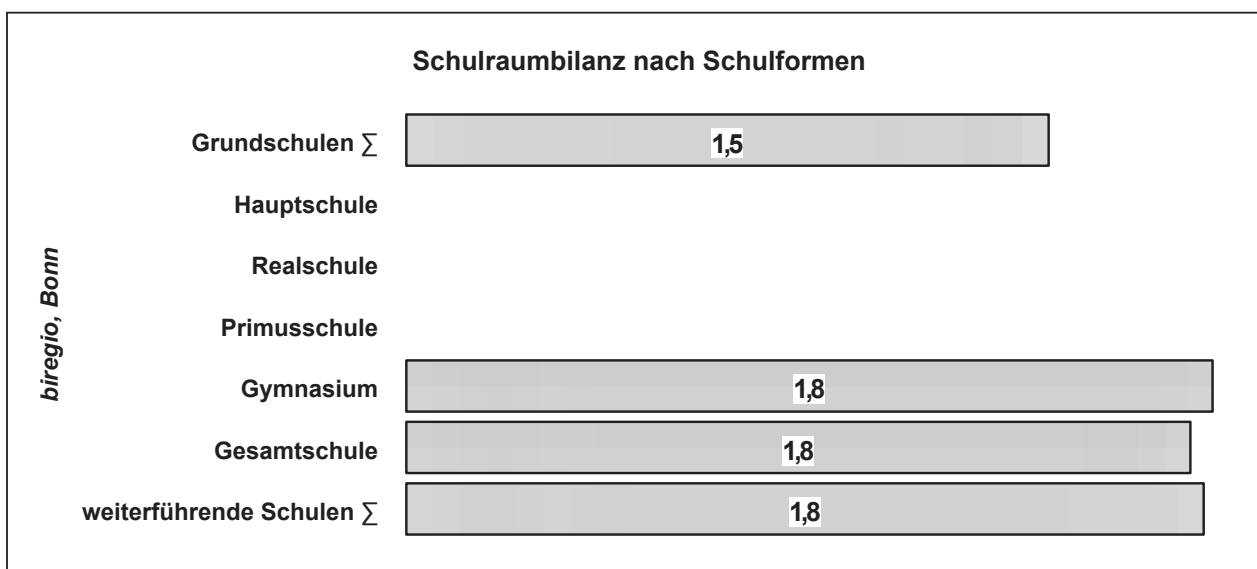 Schulraumbilanz nach Schulformen
Grundschulen ∑
1,5
Hauptschule
Realschule
Primusschule
Gymnasium
1,8
Gesamtschule
1,8
weiterführende Schulen ∑
1,8
biregio, Bonn